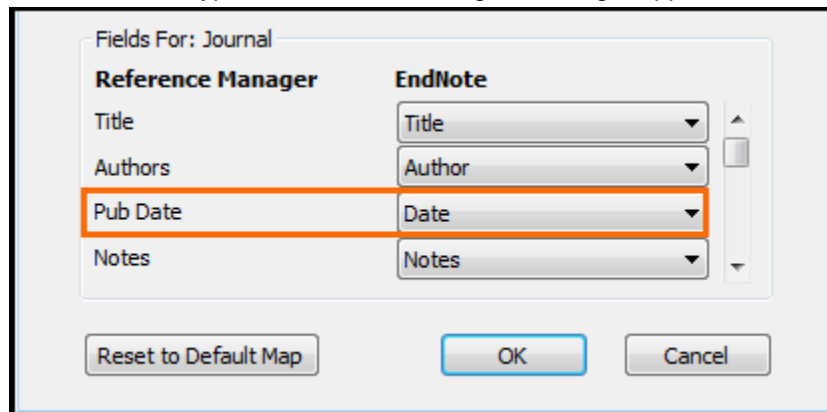 Fields For: Journal
Reference Manager EndNote
Title Title
Authors Author
Pub Date Date
Notes Notes
Reset to Default Map OK Cancel